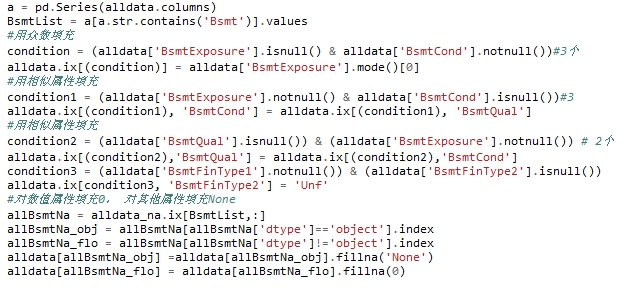 a = pd.Series(alldata.columns)
BsmtList = a[a.str.contains('Bsmt')].values
#用众数填充
condition = (alldata['BsmtExposure'].isnull() & alldata['BsmtCond'].notnull())#3个
alldata.ix[(condition)] = alldata['BsmtExposure'].mode()[0]
#用相似属性填充
condition1 = (alldata['BsmtExposure'].notnull() & alldata['BsmtCond'].isnull())#3
alldata.ix[(condition1), 'BsmtCond'] = alldata.ix[(condition1), 'BsmtQual']
#用相似属性填充
condition2 = (alldata['BsmtQual'].isnull()) & (alldata['BsmtExposure'].notnull()) # 2个
alldata.ix[(condition2),'BsmtQual'] = alldata.ix[(condition2),'BsmtCond']
condition3 = (alldata['BsmtFinType1'].notnull()) & (alldata['BsmtFinType2'].isnull())
alldata.ix[condition3, 'BsmtFinType2'] = 'Unf'
#对数值属性填充0， 对其他属性填充None
allBsmtNa = alldata_na.ix[BsmtList,:]
allBsmtNa_obj = allBsmtNa[allBsmtNa['dtype']=='object'].index
allBsmtNa_flo = allBsmtNa[allBsmtNa['dtype']!='object'].index
alldata[allBsmtNa_obj] =alldata[allBsmtNa_obj].fillna('None')
alldata[allBsmtNa_flo] = alldata[allBsmtNa_flo].fillna(0)